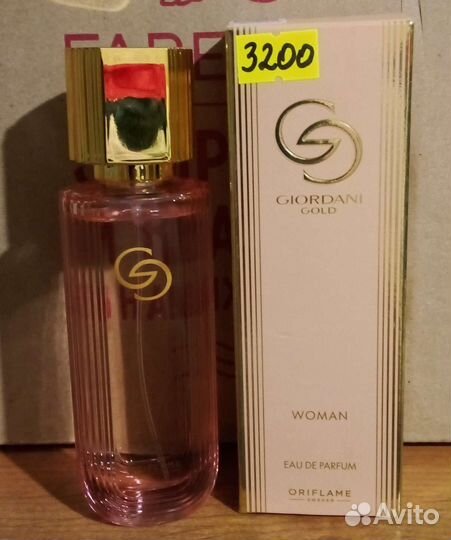 3200
GIORDANI
GOLD
WOMAN
EAU DE PARFUM
ORIFLAME
SWEDEN
Avito